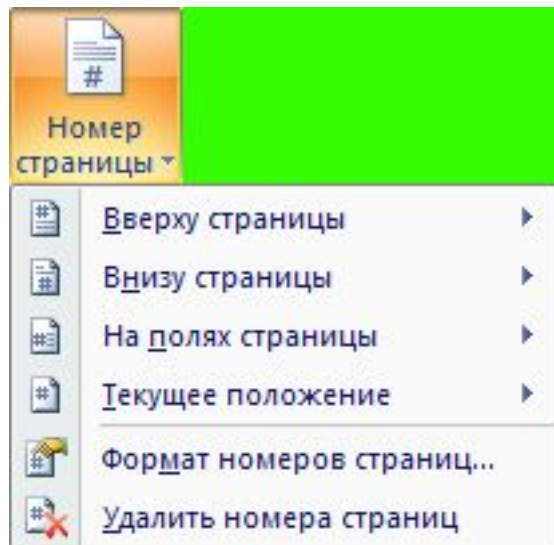 #
Номер
страницы
Вверху страницы
Внизу страницы
На полях страницы
Текущее положение
Формат номеров страниц...
Удалить номера страниц